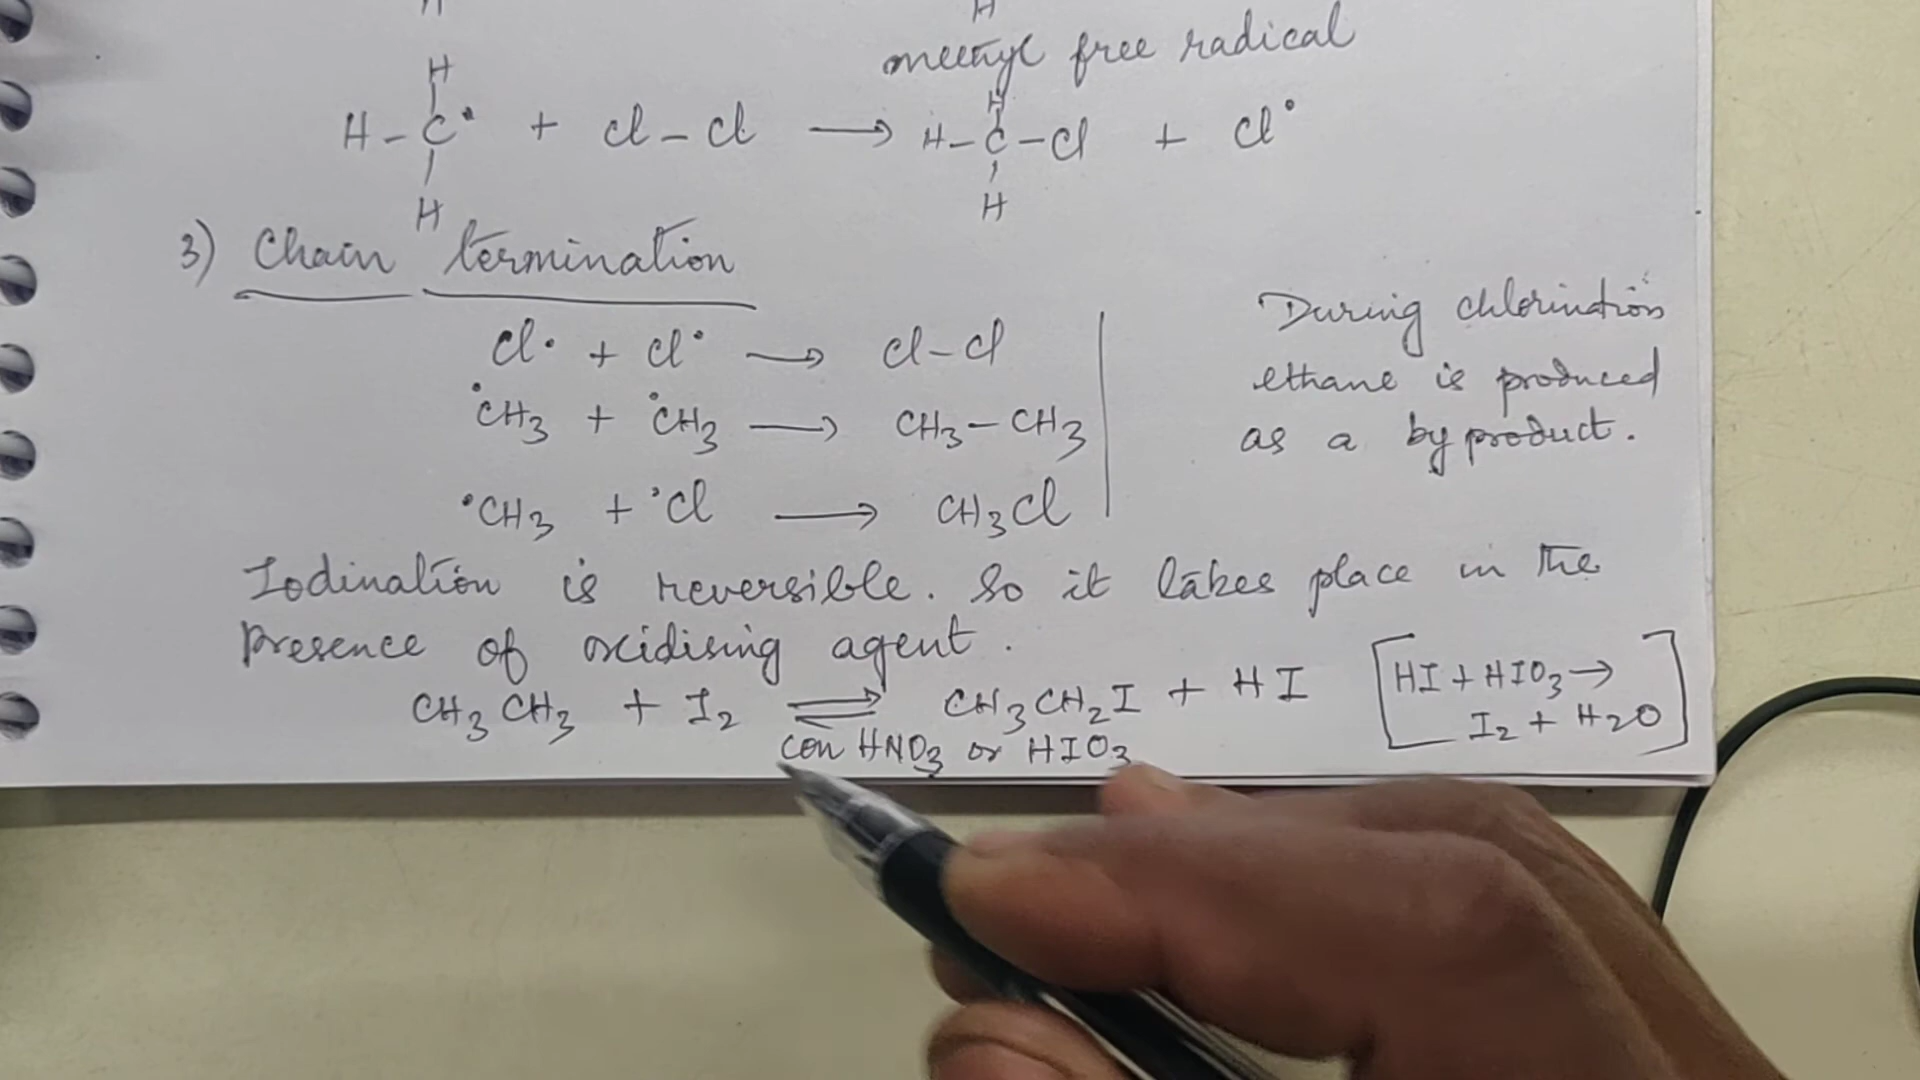 H
H
methyl free radical
H
H
H - C• + Cl - Cl ⟶ H - C - Cl + Cl•
H
H
3) Chain termination
Cl• + Cl• ⟶ Cl-Cl
•CH3 + •CH3 ⟶ CH3-CH3
•CH3 + •Cl ⟶ CH3Cl
During chlorination
ethane is produced
as a by product.
Iodination is reversible. So it takes place in the
presence of oxidising agent.
CH3CH3 + I2 ⇌ CH3CH2I + HI
con HNO3 or HIO3
[HI + HIO3 →
I2 + H2O]